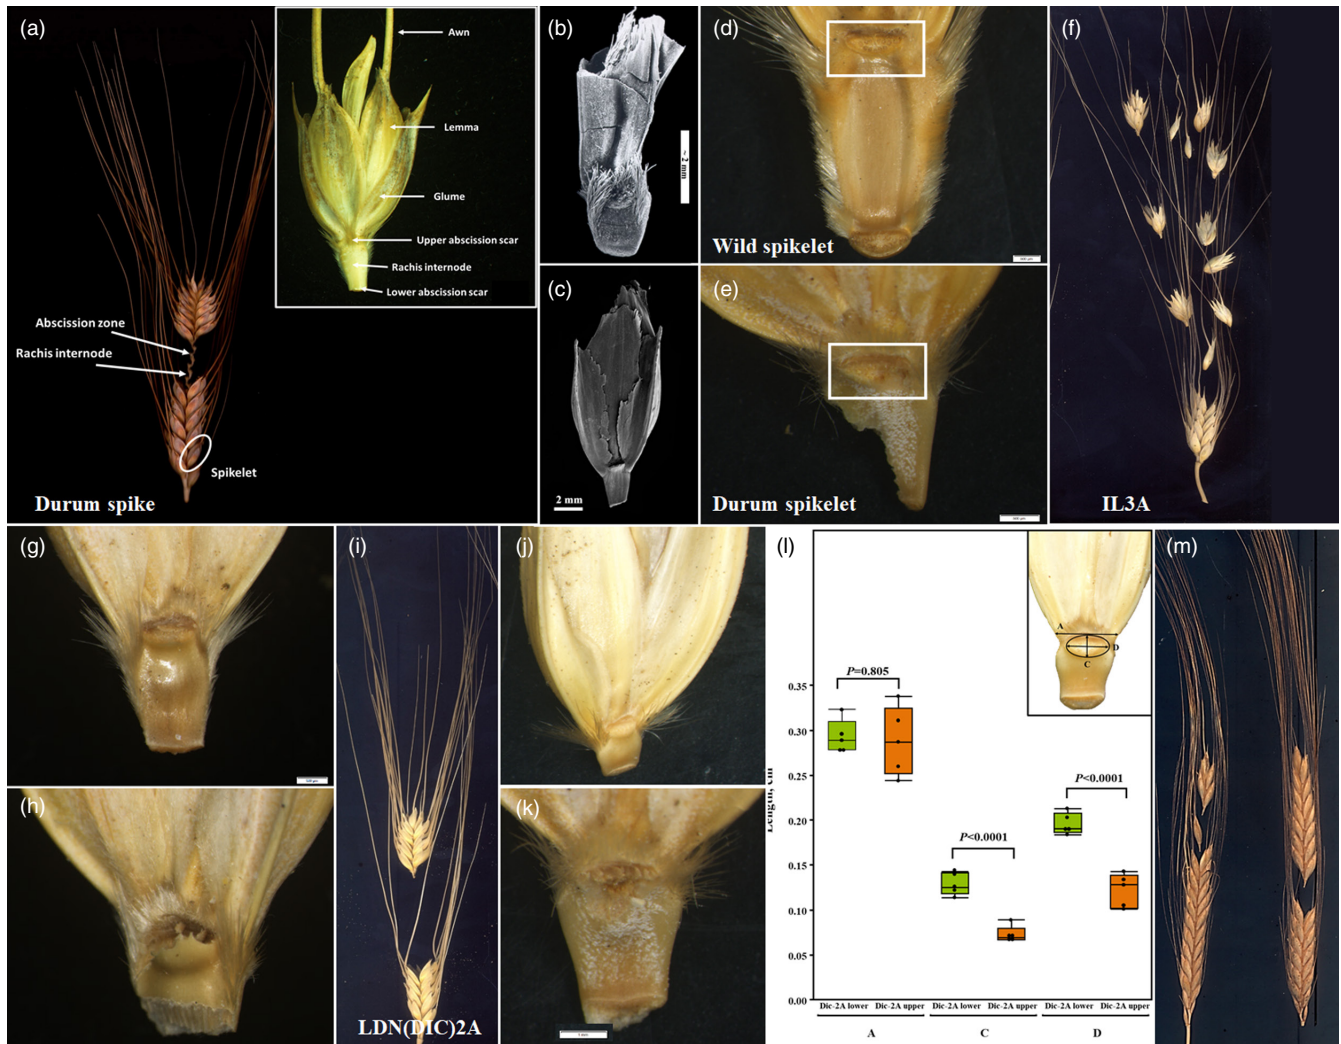 (a)
Awn
Lemma
Glume
Upper abscission scar
Rachis internode
Lower abscission scar
Abscission zone
Rachis internode
Spikelet
Durum spike
(b)
~ 2 mm
(c)
2 mm
(d)
Wild spikelet
(e)
Durum spikelet
(f)
IL3A
(g)
(h)
(i)
LDN(DIC)2A
(j)
(k)
(l)
A
D
C
P=0.805
P<0.0001
P<0.0001
Length, cm
0.35
0.30
0.25
0.20
0.15
0.10
0.05
0.00
Dic-2A lower Dic-2A upper Dic-2A lower Dic-2A upper Dic-2A lower Dic-2A upper
A C D
(m)